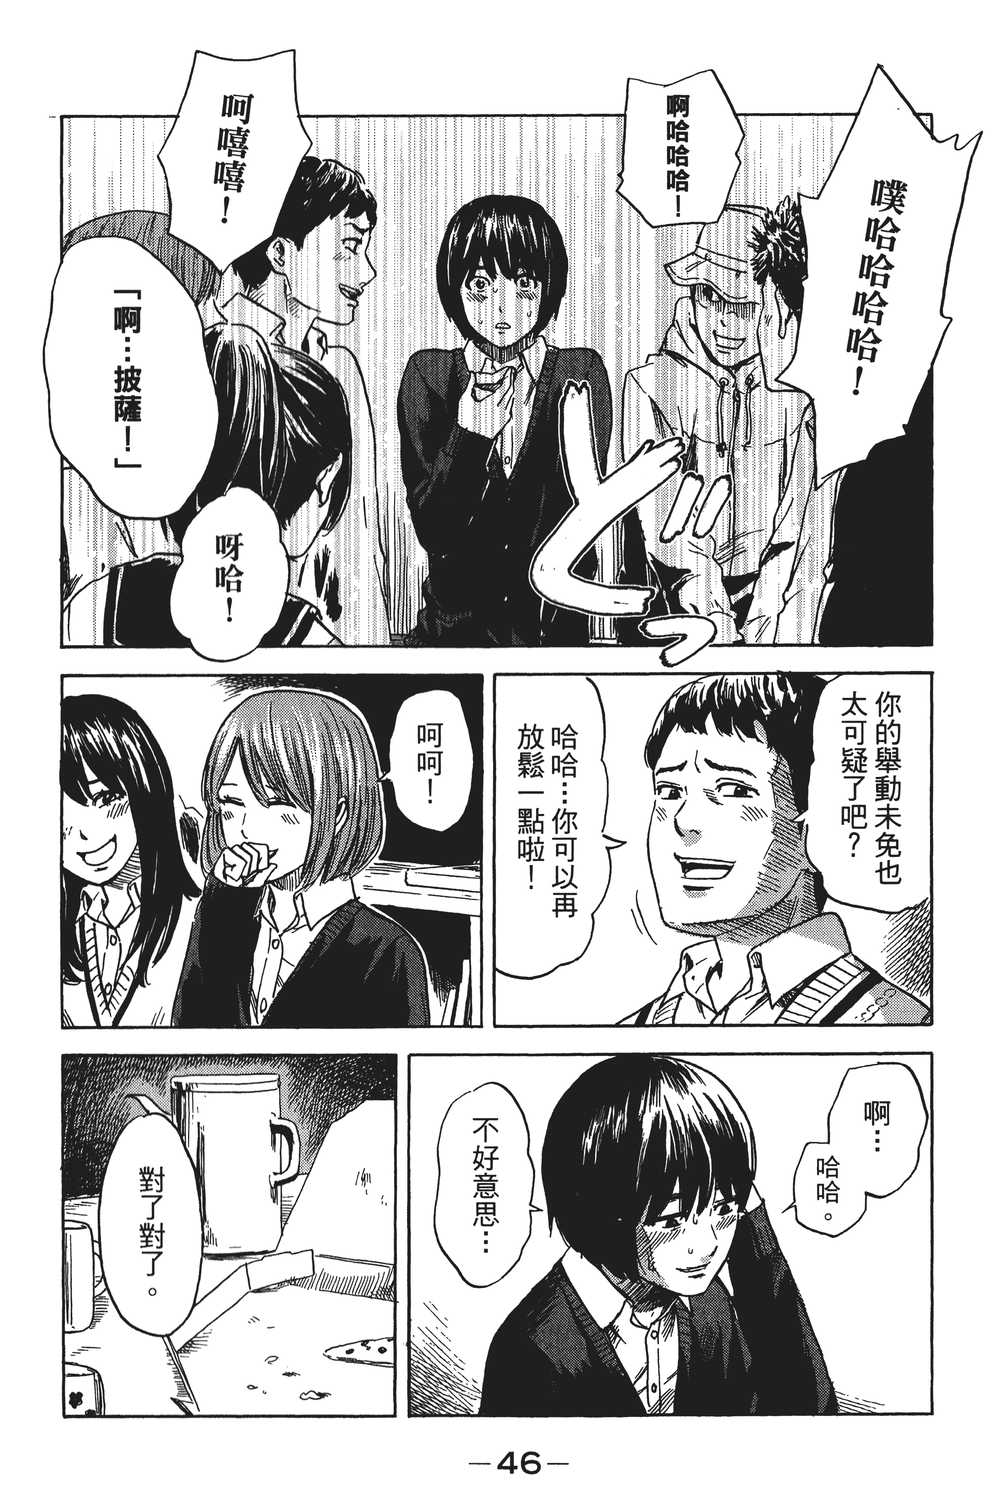 噗哈哈哈哈！
啊哈哈哈！
呵嘻嘻！
「啊…披薩！」
呀哈！
ドッ
你的舉動未免也
太可疑了吧？
哈哈…你可以再
放鬆一點啦！
呵呵！
啊…
哈哈。
不好意思…
對了對了。
46